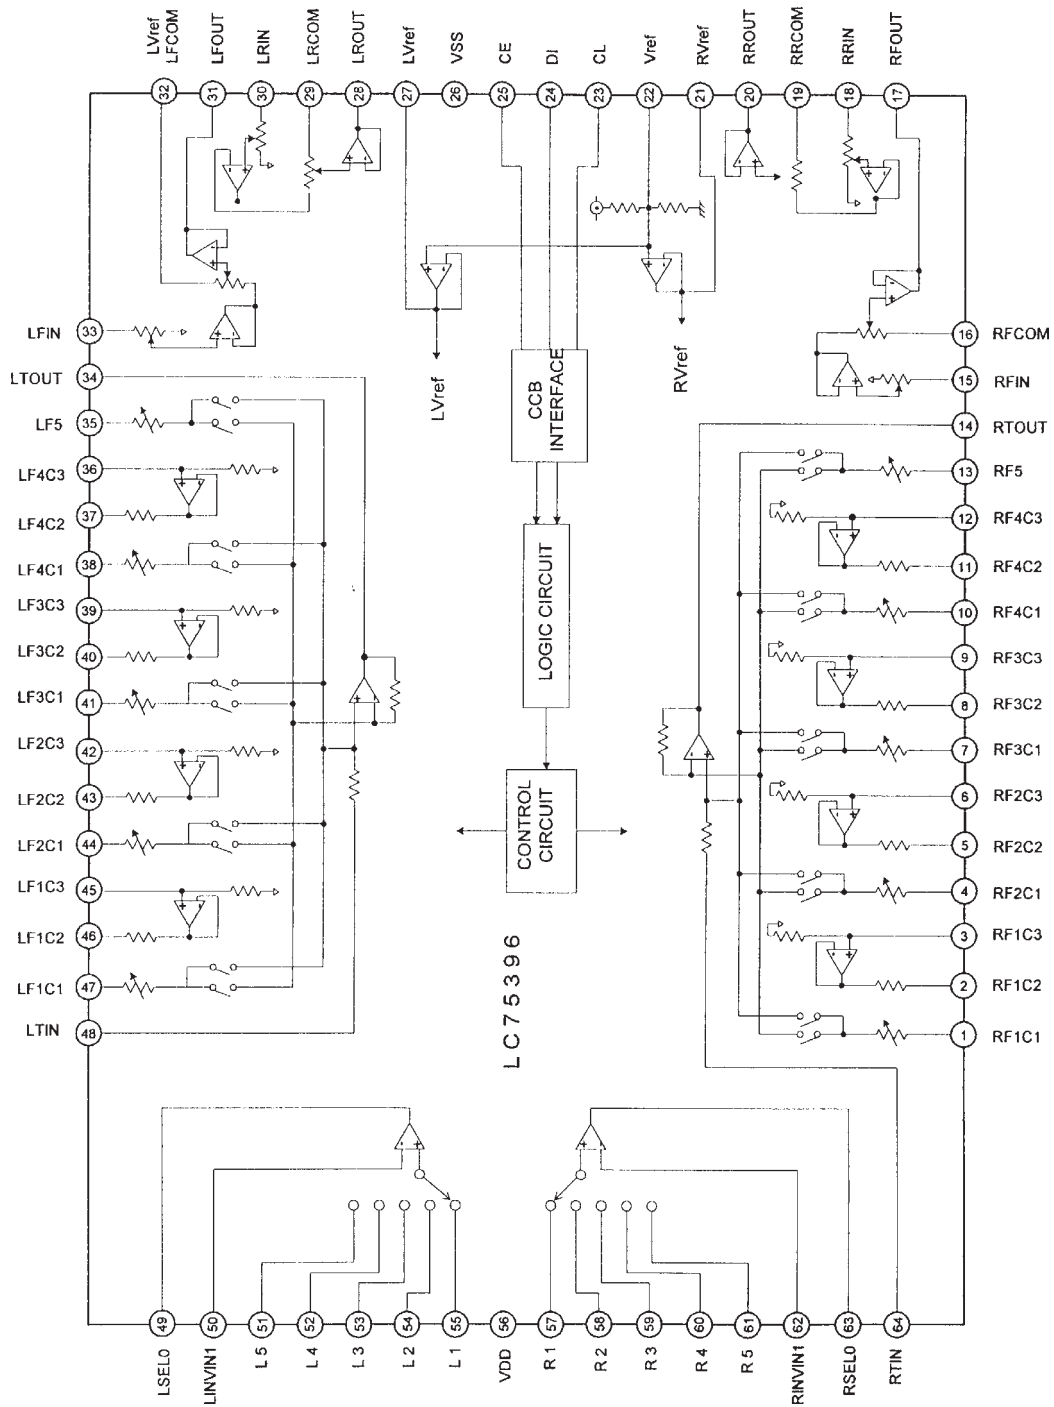 LVref
LFCOM
LFOUT
LRIN
LRCOM
LROUT
LVref
VSS
CE
DI
CL
Vref
RVref
RROUT
RRCOM
RRIN
RFOUT
32
31
30
29
28
27
26
25
24
23
22
21
20
19
18
17
LFIN 33
LTOUT 34
LF5 35
LF4C3 36
LF4C2 37
LF4C1 38
LF3C3 39
LF3C2 40
LF3C1 41
LF2C3 42
LF2C2 43
LF2C1 44
LF1C3 45
LF1C2 46
LF1C1 47
LTIN 48
LVref
RVref
CCB
INTERFACE
LOGIC CIRCUIT
CONTROL
CIRCUIT
LC75396
16 RFCOM
15 RFIN
14 RTOUT
13 RF5
12 RF4C3
11 RF4C2
10 RF4C1
9 RF3C3
8 RF3C2
7 RF3C1
6 RF2C3
5 RF2C2
4 RF2C1
3 RF1C3
2 RF1C2
1 RF1C1
49
50
51
52
53
54
55
56
57
58
59
60
61
62
63
64
LSEL0
LINVIN1
L5
L4
L3
L2
L1
VDD
R1
R2
R3
R4
R5
RINVIN1
RSEL0
RTIN